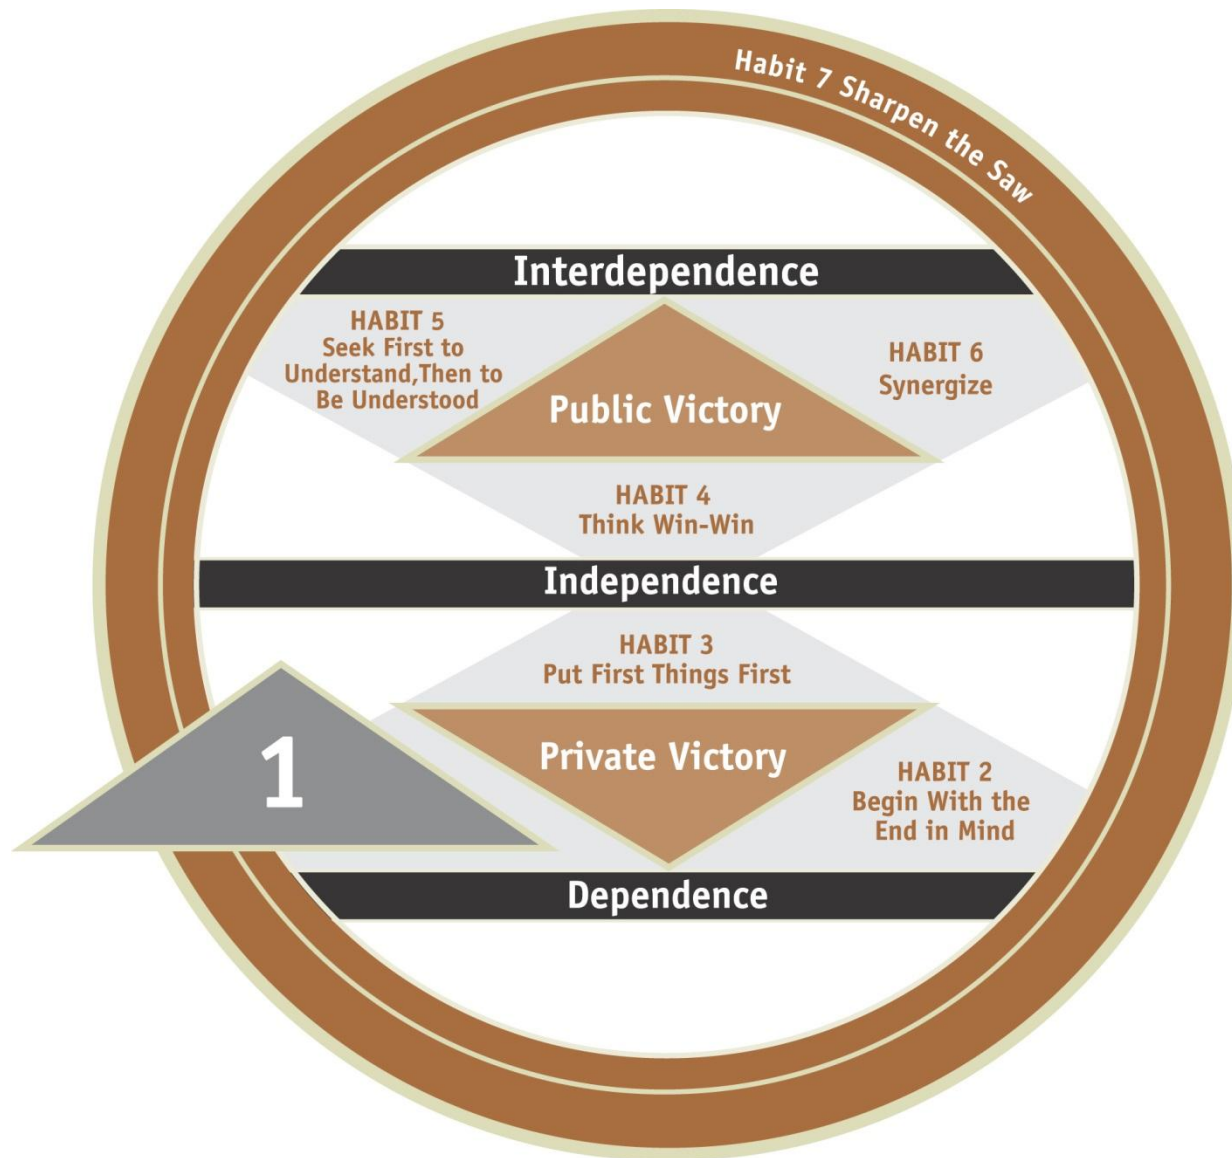 Habit 7 Sharpen the Saw
Interdependence
HABIT 5
Seek First to
Understand,Then to
Be Understood
HABIT 6
Synergize
Public Victory
HABIT 4
Think Win-Win
Independence
HABIT 3
Put First Things First
1
Private Victory
HABIT 2
Begin With the
End in Mind
Dependence